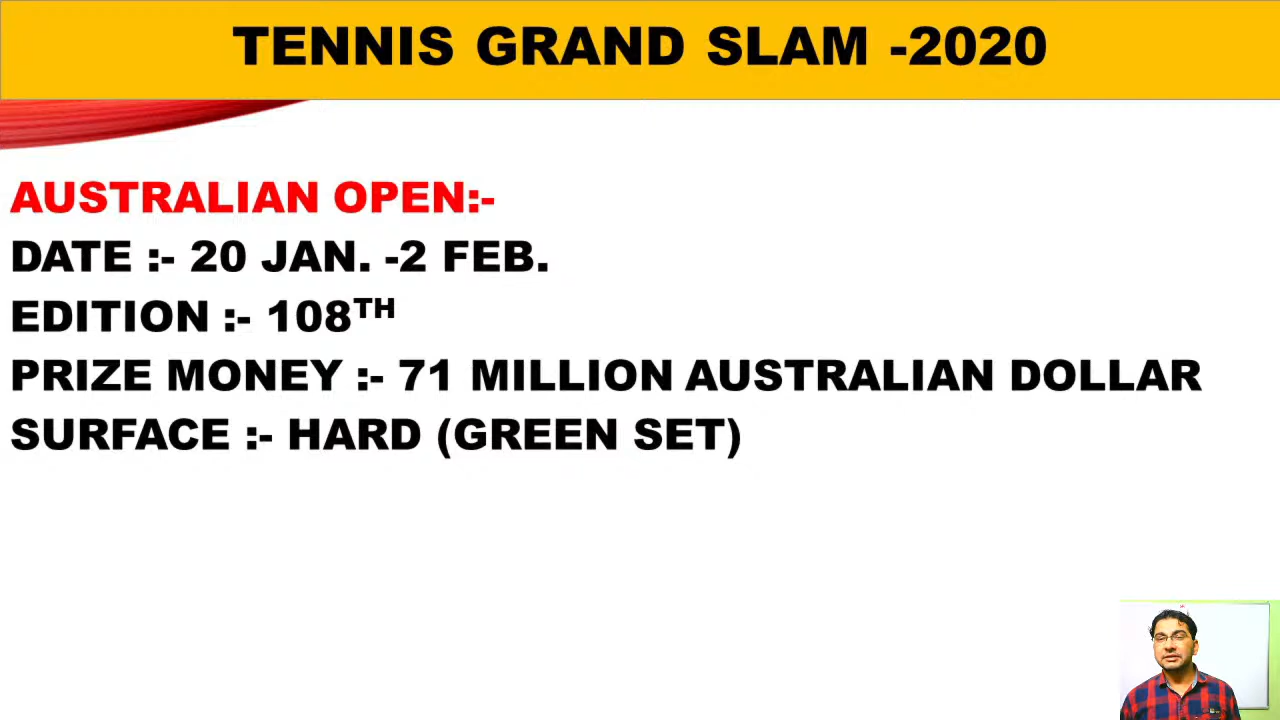 TENNIS GRAND SLAM -2020
AUSTRALIAN OPEN:-
DATE :- 20 JAN. -2 FEB.
EDITION :- 108TH
PRIZE MONEY :- 71 MILLION AUSTRALIAN DOLLAR
SURFACE :- HARD (GREEN SET)